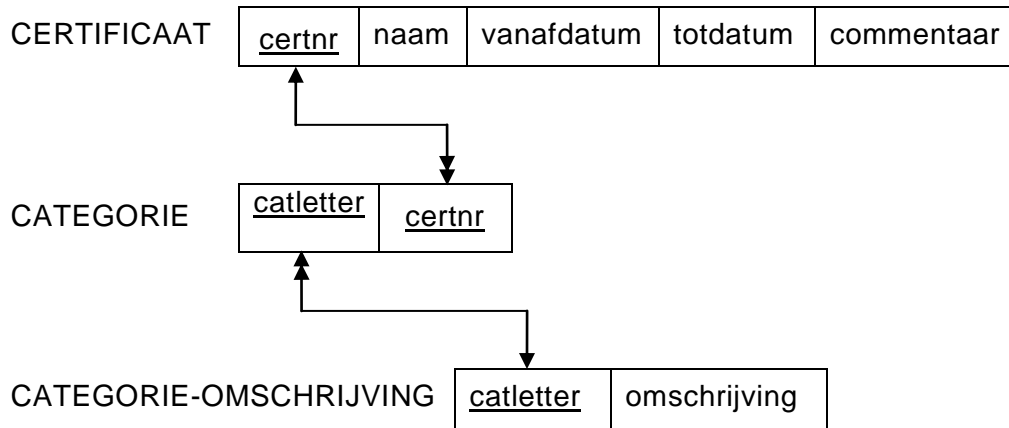 CERTIFICAAT certnr naam vanafdatum totdatum commentaar
CATEGORIE catletter certnr
CATEGORIE-OMSCHRIJVING catletter omschrijving